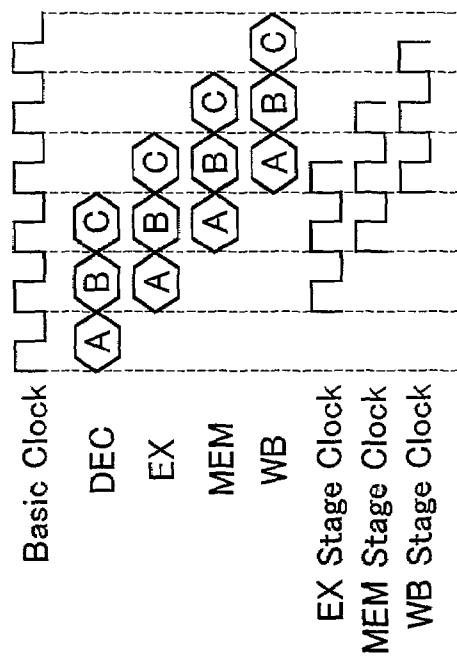 Basic Clock
DEC A B C
EX A B C
MEM A B C
WB A B C
EX Stage Clock
MEM Stage Clock
WB Stage Clock